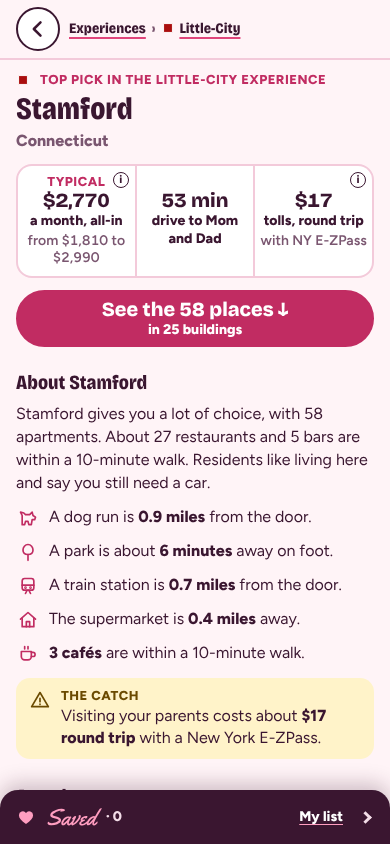 Experiences › Little-City
TOP PICK IN THE LITTLE-CITY EXPERIENCE
Stamford
Connecticut
TYPICAL
$2,770
a month, all-in
from $1,810 to
$2,990
53 min
drive to Mom
and Dad
$17
tolls, round trip
with NY E-ZPass
See the 58 places ↓
in 25 buildings
About Stamford
Stamford gives you a lot of choice, with 58
apartments. About 27 restaurants and 5 bars are
within a 10-minute walk. Residents like living here
and say you still need a car.
A dog run is 0.9 miles from the door.
A park is about 6 minutes away on foot.
A train station is 0.7 miles from the door.
The supermarket is 0.4 miles away.
3 cafés are within a 10-minute walk.
THE CATCH
Visiting your parents costs about $17
round trip with a New York E-ZPass.
Saved · 0
My list